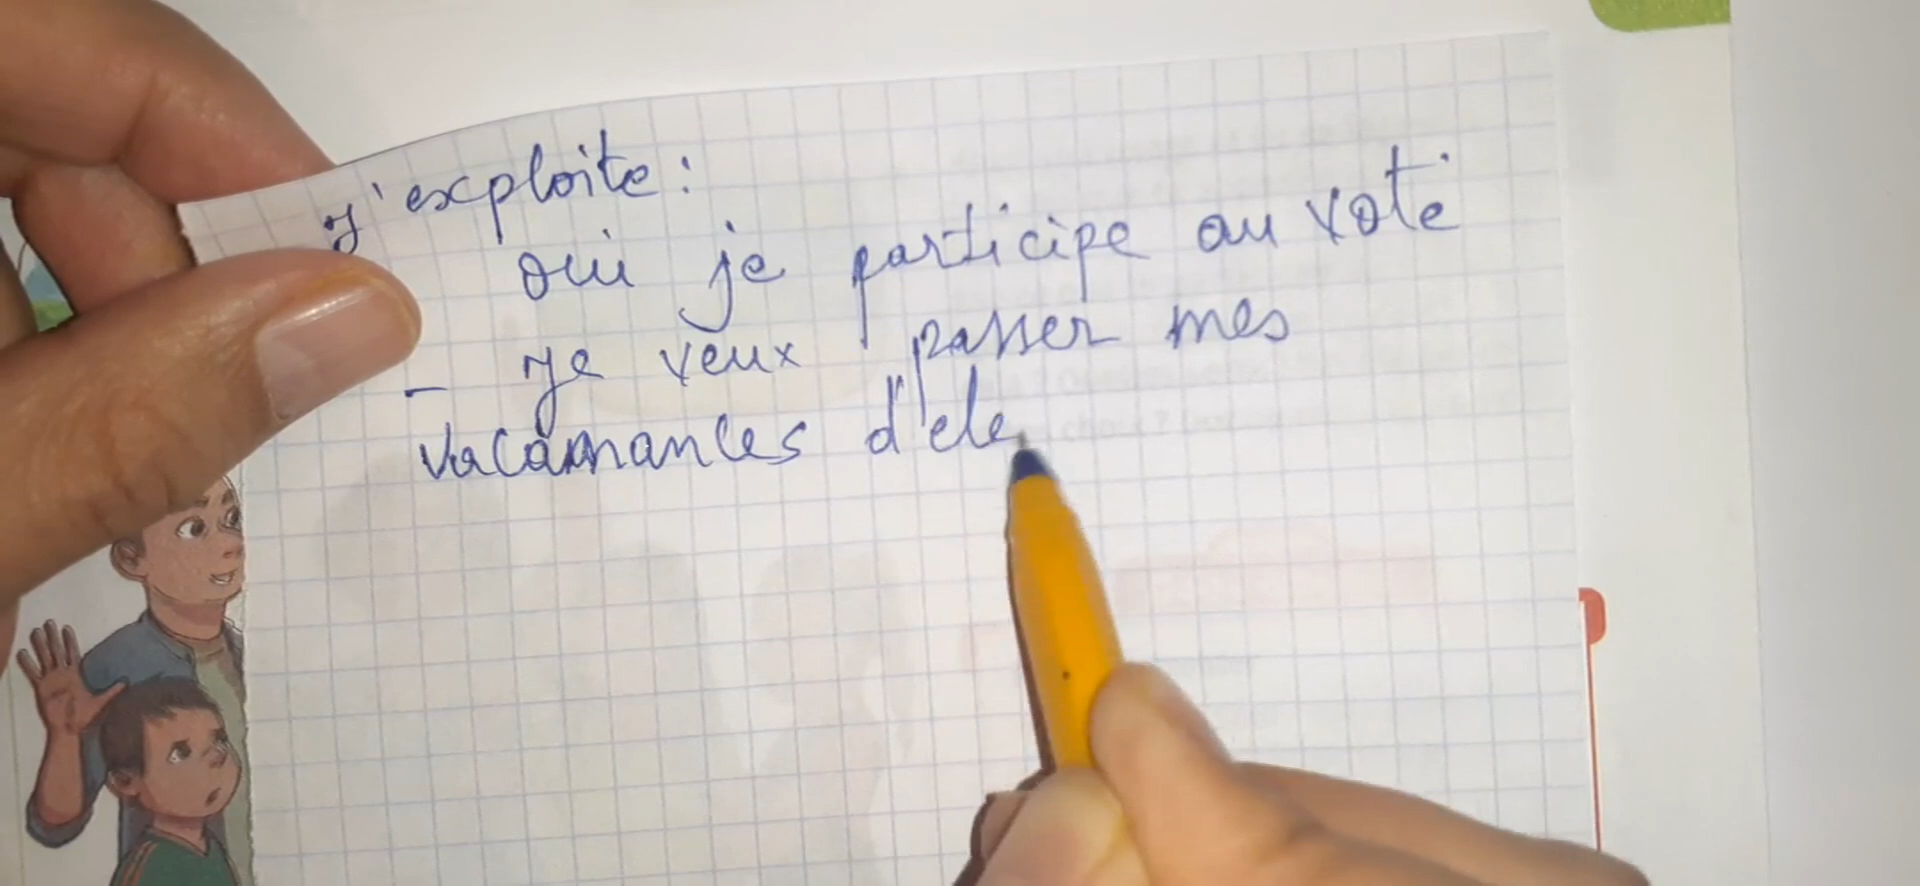 j'exploite :
oui je participe au vote
- je veux passer mes
vacamances d'ete